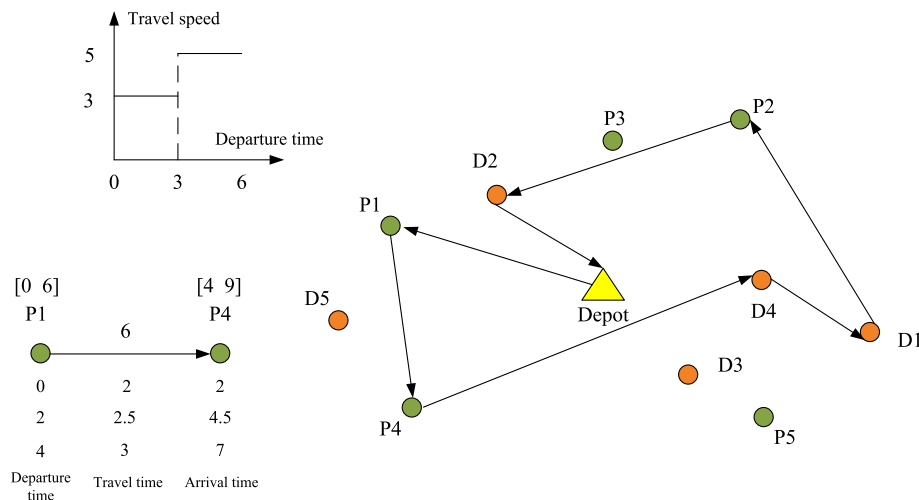 Travel speed
5
3
Departure time
0 3 6
P3
P2
D2
P1
[0 6] [4 9]
P1 P4
6
D5
Depot
D4
D1
D3
P4
P5
0 2 2
2 2.5 4.5
4 3 7
Departure time
Travel time
Arrival time